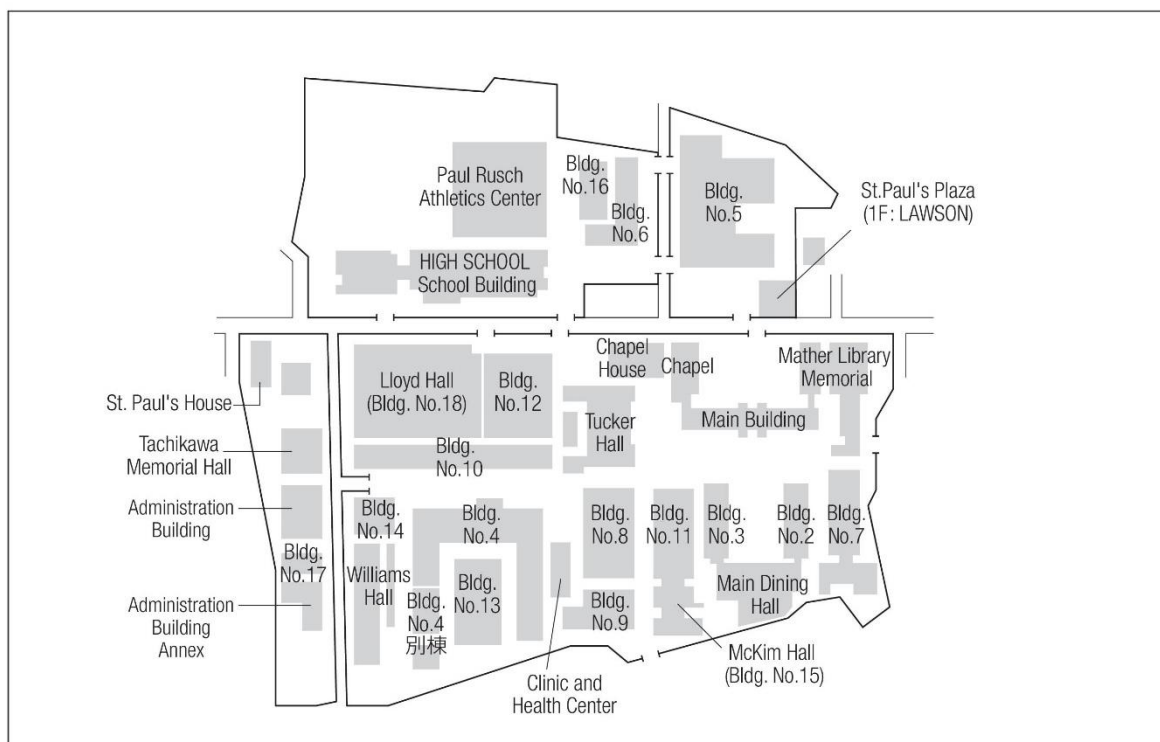 Paul Rusch
Athletics Center
Bldg.
No.16
Bldg.
No.6
Bldg.
No.5
St.Paul's Plaza
(1F: LAWSON)
HIGH SCHOOL
School Building
St. Paul's House
Lloyd Hall
(Bldg. No.18)
Bldg.
No.12
Chapel
House
Chapel
Mather Library
Memorial
Tucker
Hall
Main Building
Tachikawa
Memorial Hall
Bldg.
No.10
Administration
Building
Bldg.
No.14
Bldg.
No.4
Bldg.
No.8
Bldg.
No.11
Bldg.
No.3
Bldg.
No.2
Bldg.
No.7
Bldg.
No.17
Williams
Hall
Bldg.
No.4
別棟
Bldg.
No.13
Bldg.
No.9
Main Dining
Hall
Administration
Building
Annex
Clinic and
Health Center
McKim Hall
(Bldg. No.15)